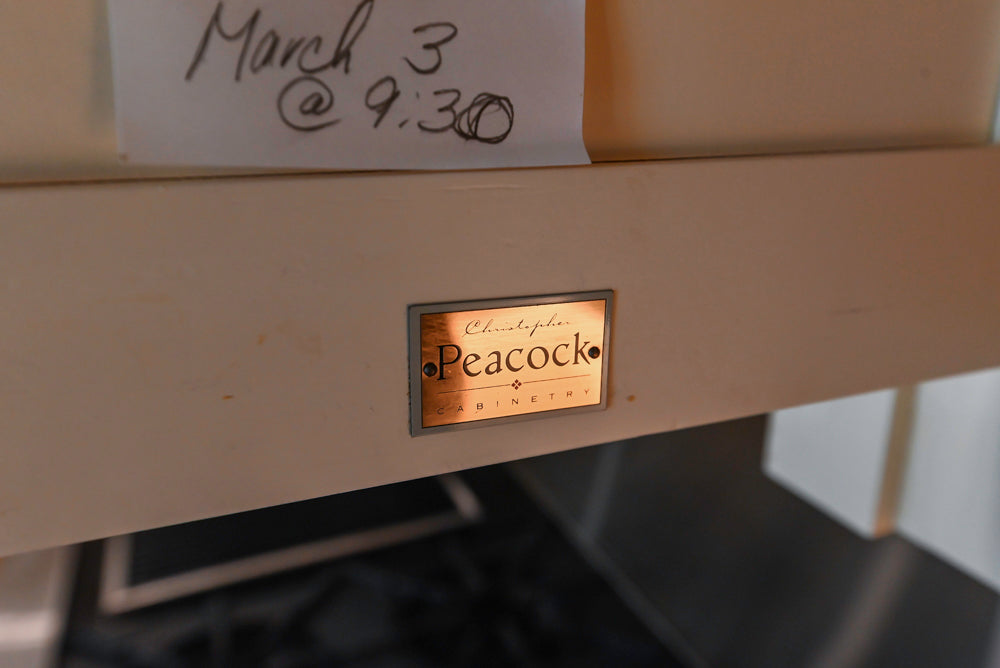 March 3
@ 9:30
Christopher
Peacock
CABINETRY